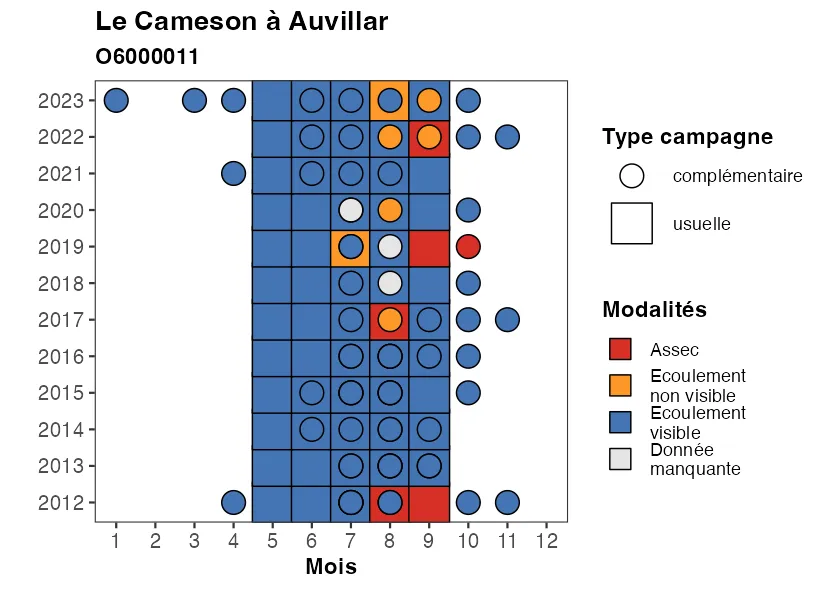 Le Cameson à Auvillar
O6000011
2023
2022
2021
2020
2019
2018
2017
2016
2015
2014
2013
2012
1 2 3 4 5 6 7 8 9 10 11 12
Mois
Type campagne
complémentaire
usuelle
Modalités
Assec
Ecoulement
non visible
Ecoulement
visible
Donnée
manquante